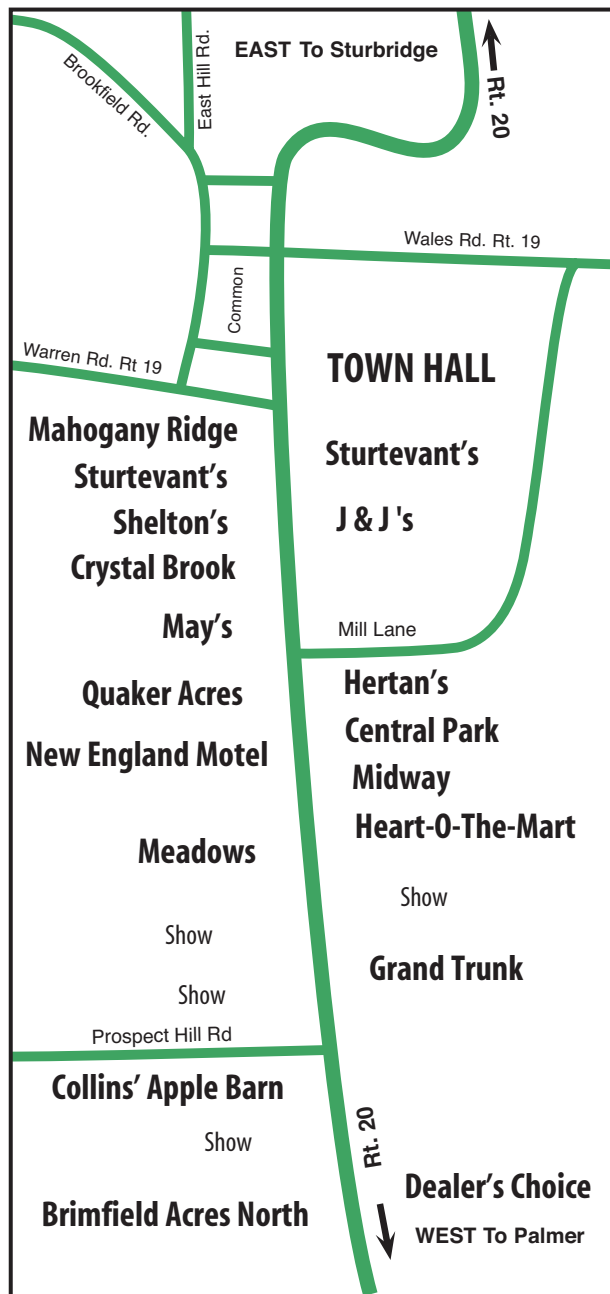 EAST To Sturbridge
Rt. 20
Brookfield Rd.
East Hill Rd.
Wales Rd. Rt. 19
Common
Warren Rd. Rt 19
TOWN HALL
Mahogany Ridge
Sturtevant's
Sturtevant's
Shelton's
J & J 's
Crystal Brook
May's
Mill Lane
Quaker Acres
Hertan's
New England Motel
Central Park
Midway
Heart-O-The-Mart
Meadows
Show
Show
Grand Trunk
Show
Prospect Hill Rd
Collins' Apple Barn
Show
Rt. 20
Dealer's Choice
Brimfield Acres North
WEST To Palmer